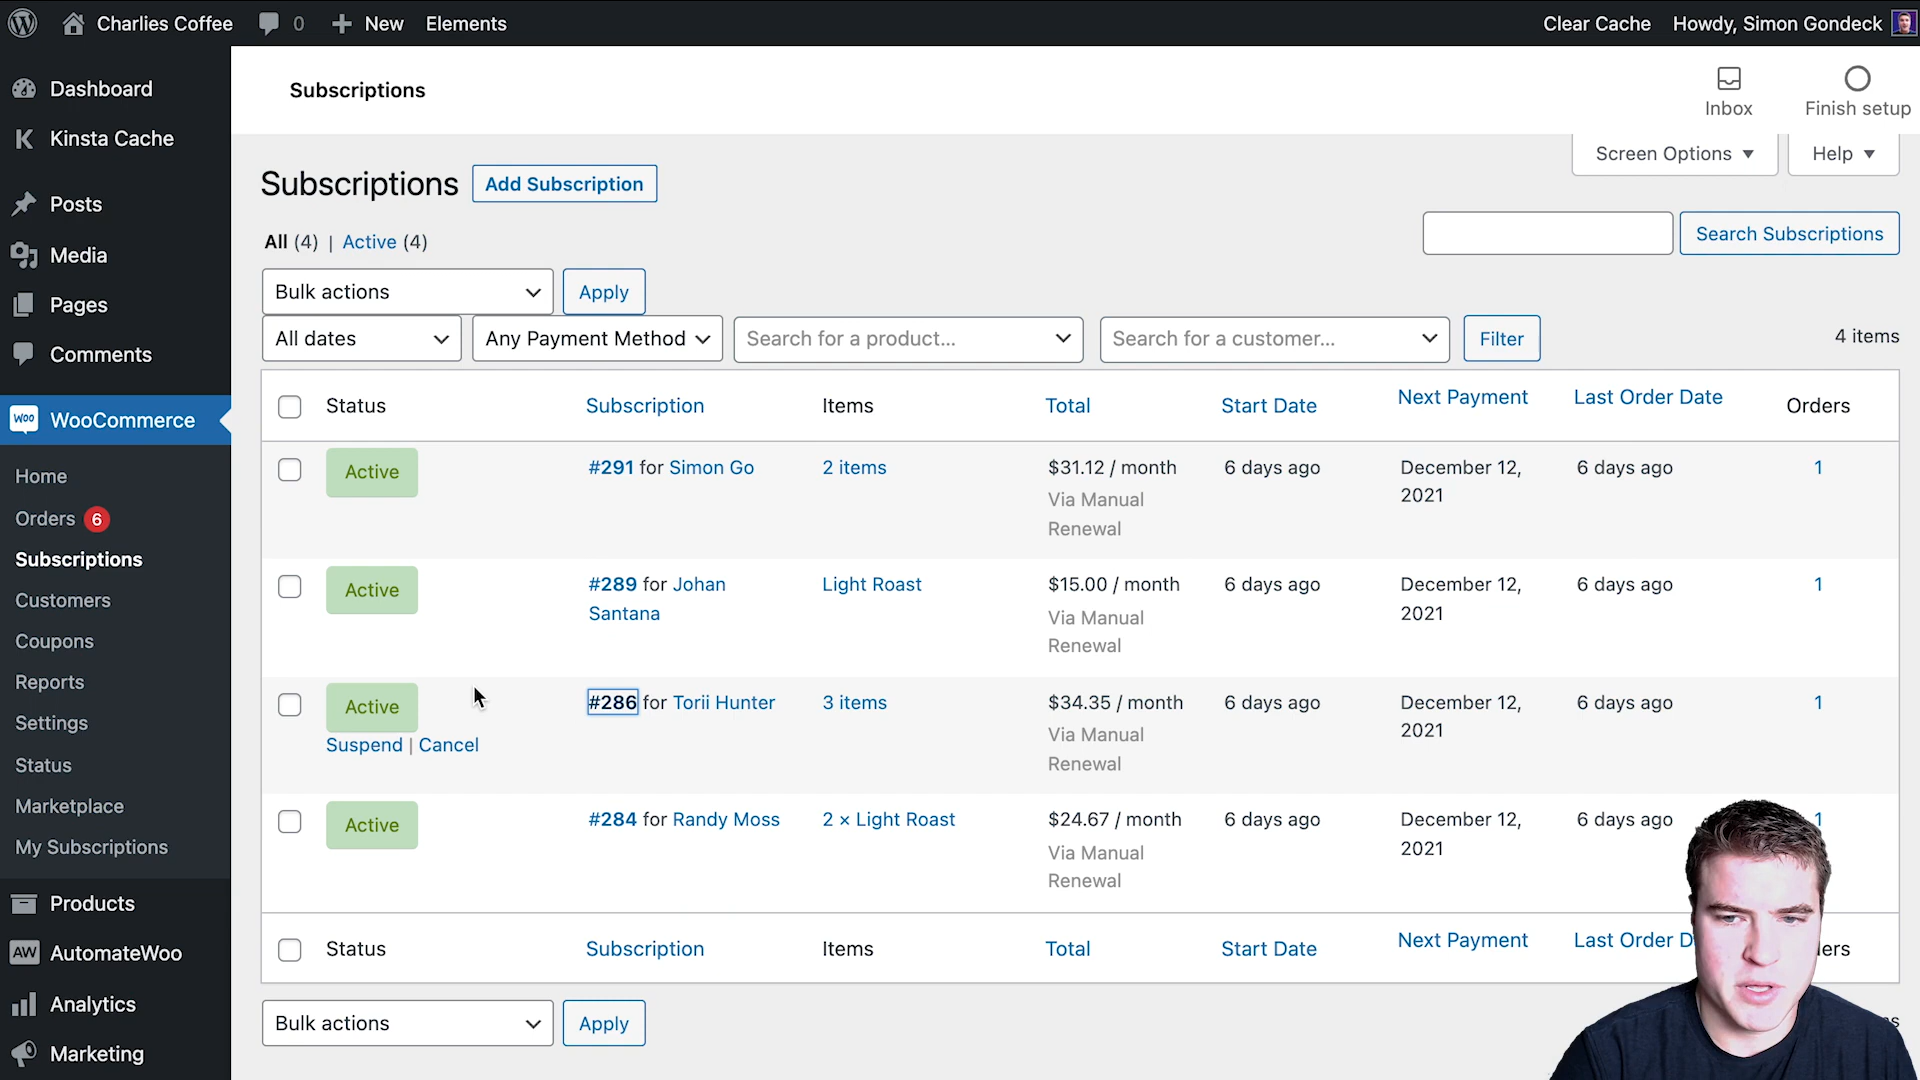 Charlies Coffee
0
New
Elements
Clear Cache
Howdy, Simon Gondeck
Dashboard
Kinsta Cache
Posts
Media
Pages
Comments
Woo
WooCommerce
Home
Orders 6
Subscriptions
Customers
Coupons
Reports
Settings
Status
Marketplace
My Subscriptions
Products
AW AutomateWoo
Analytics
Marketing
Subscriptions
Inbox
Finish setup
Screen Options ▼
Help ▼
Subscriptions
Add Subscription
All (4) | Active (4)
Search Subscriptions
Bulk actions
Apply
All dates
Any Payment Method
Search for a product...
Search for a customer...
Filter
4 items
Status Subscription Items Total Start Date Next Payment Last Order Date Orders
Active #291 for Simon Go 2 items $31.12 / month 6 days ago December 12, 6 days ago 1
Via Manual 2021
Renewal
Active #289 for Johan Light Roast $15.00 / month 6 days ago December 12, 6 days ago 1
Santana Via Manual 2021
Renewal
Active #286 for Torii Hunter 3 items $34.35 / month 6 days ago December 12, 6 days ago 1
Suspend | Cancel Via Manual 2021
Renewal
Active #284 for Randy Moss 2 × Light Roast $24.67 / month 6 days ago December 12, 6 days ago 1
Via Manual 2021
Renewal
Status Subscription Items Total Start Date Next Payment Last Order
Bulk actions
Apply